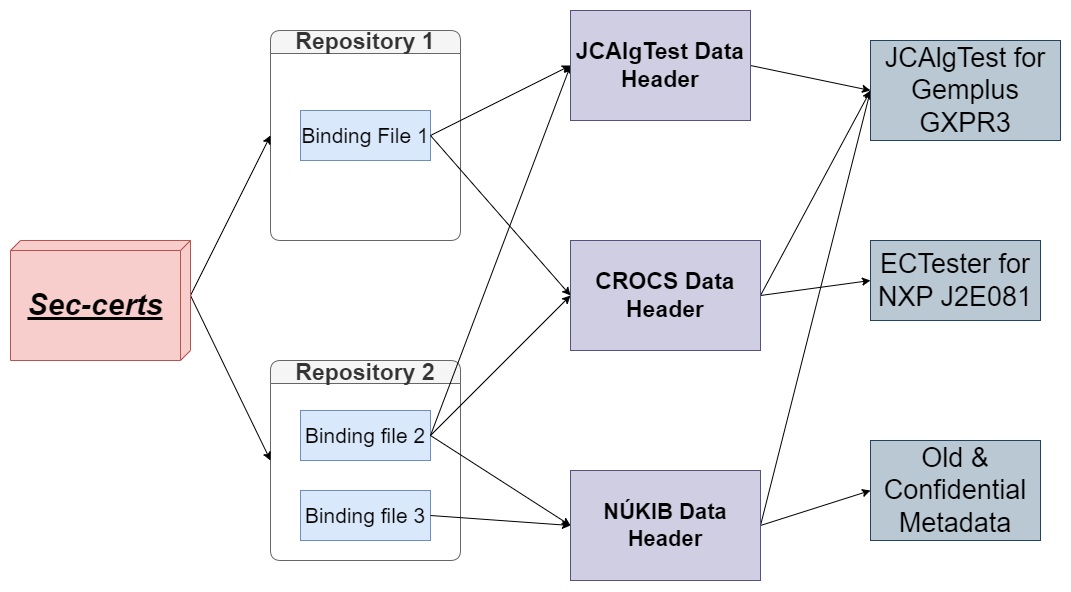 Repository 1
Binding File 1
Sec-certs
Repository 2
Binding file 2
Binding file 3
JCAlgTest Data
Header
CROCS Data
Header
NÚKIB Data
Header
JCAlgTest for
Gemplus
GXPR3
ECTester for
NXP J2E081
Old &
Confidential
Metadata